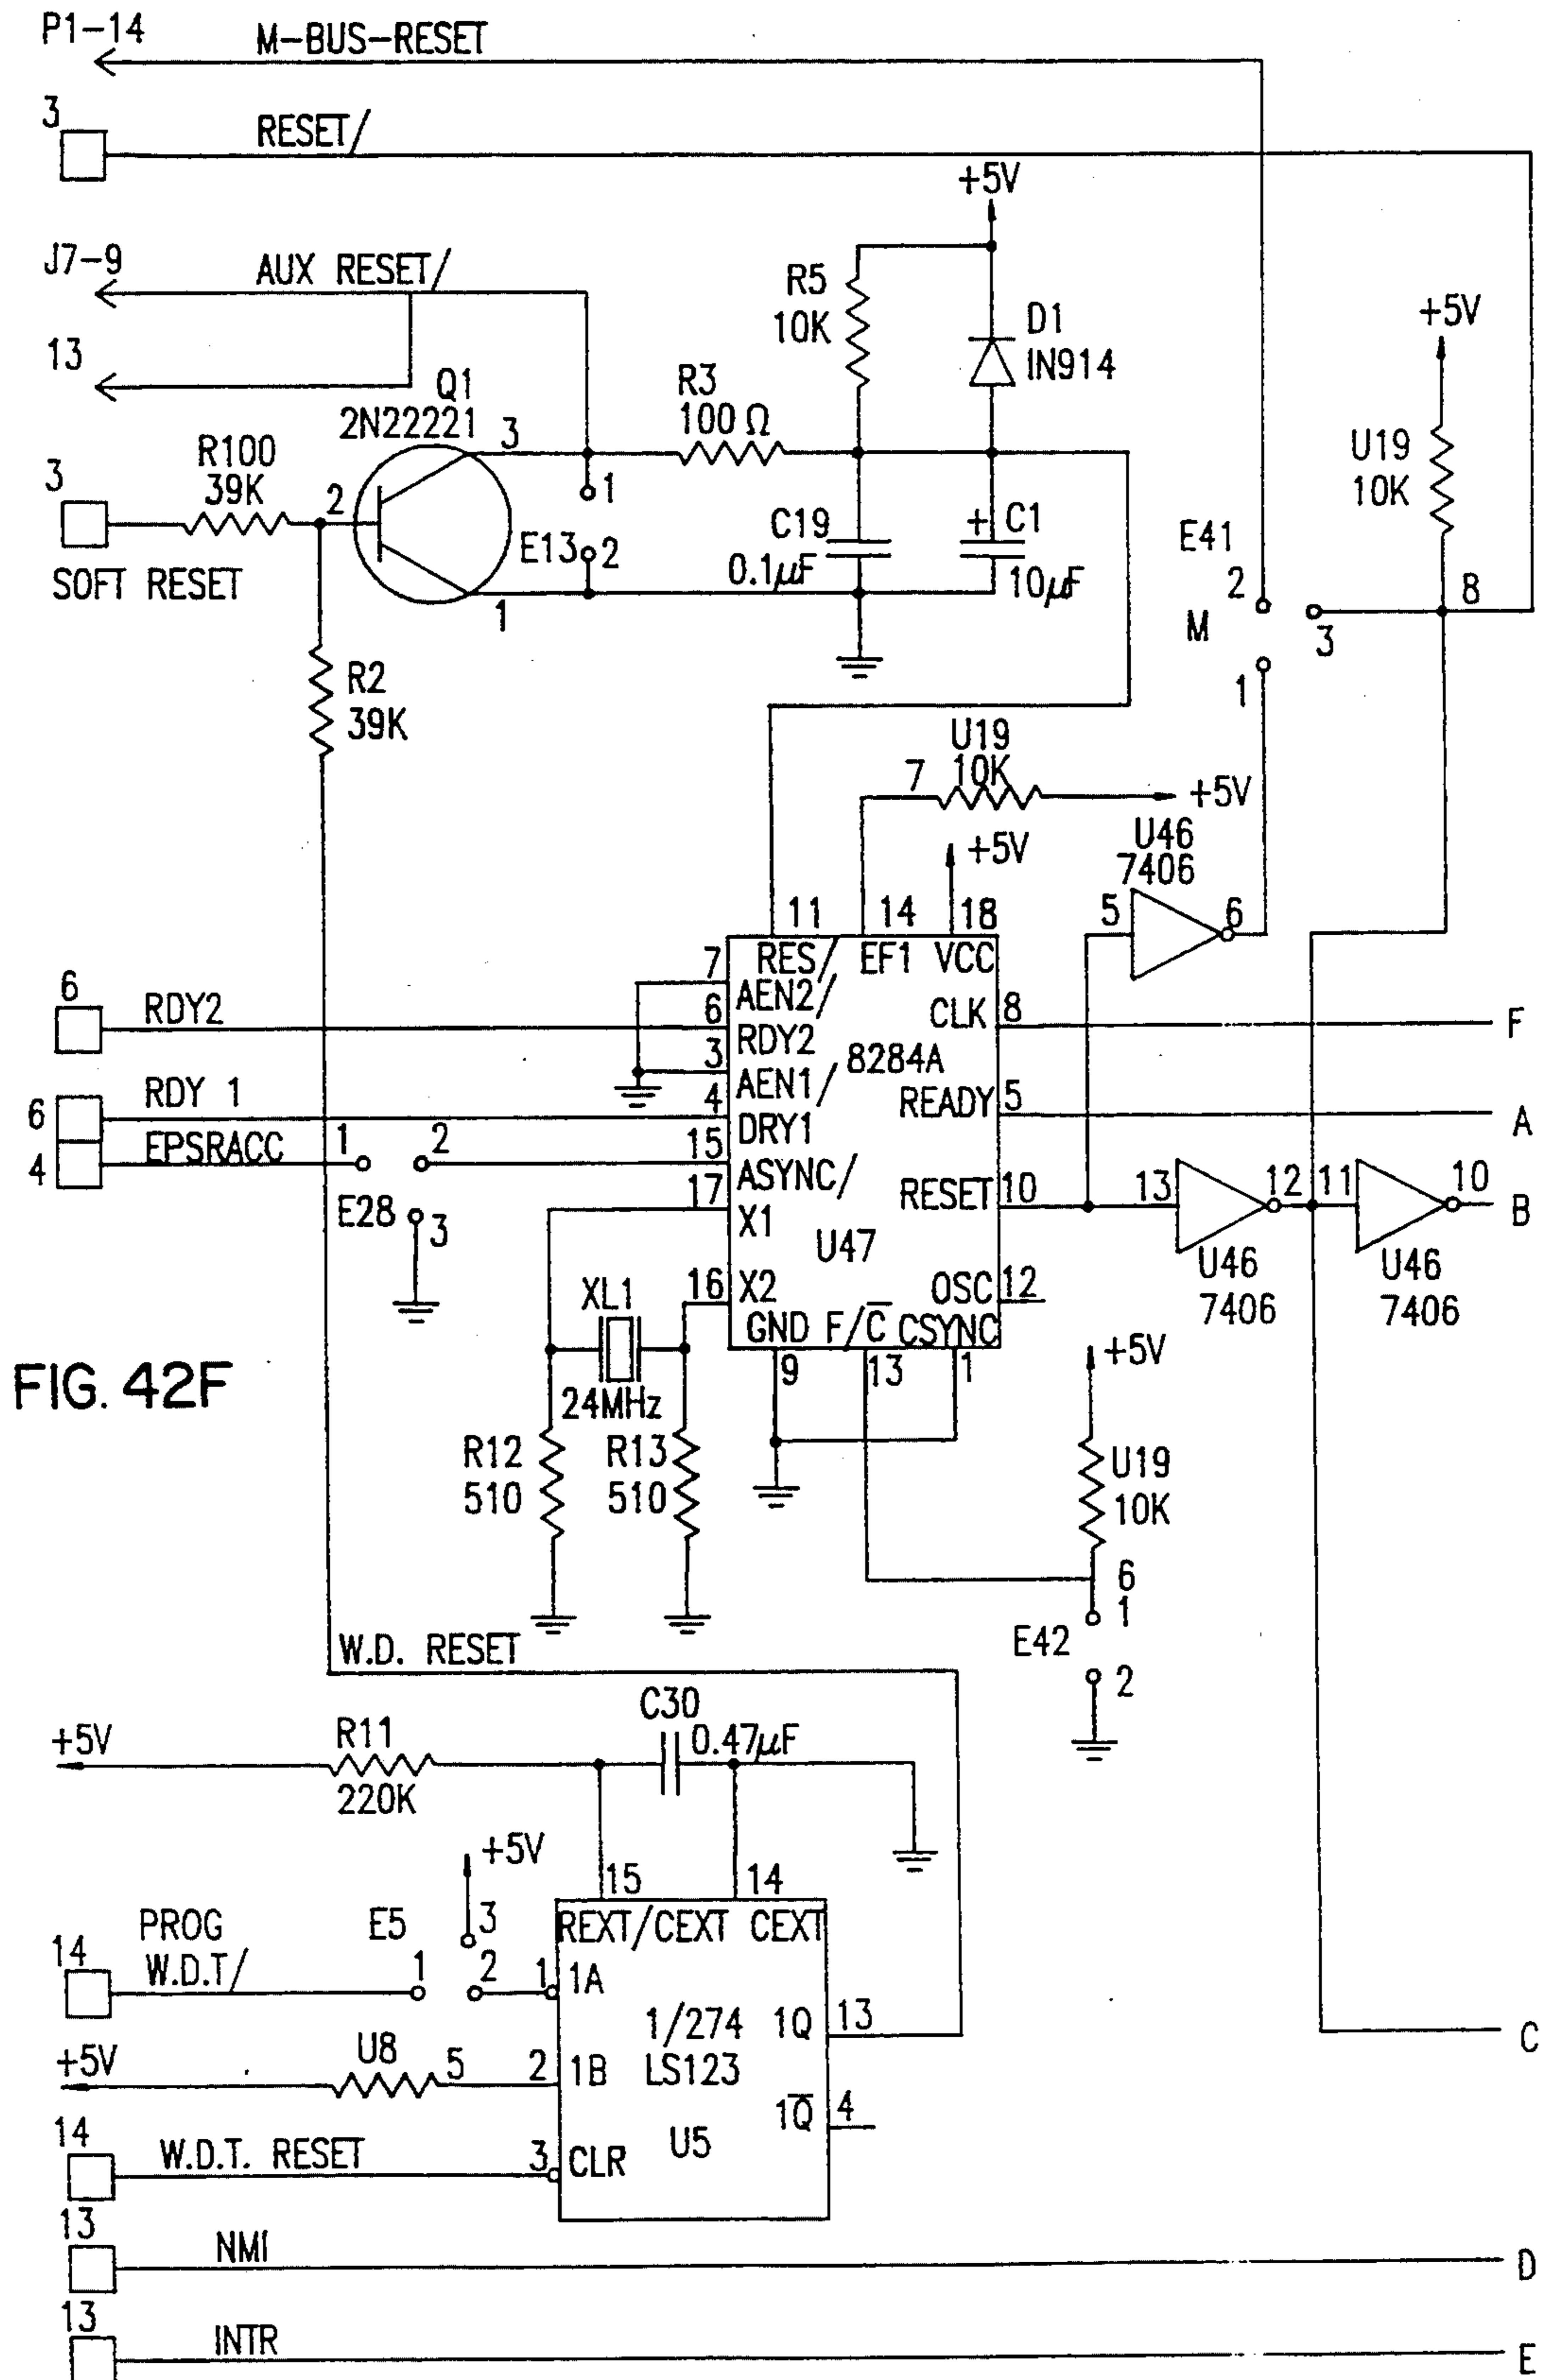 P1-14 M-BUS-RESET
3 RESET/
+5V
J7-9 AUX RESET/
R5
10K
D1
IN914
+5V
13
Q1
2N22221
3
R3
100 Ω
U19
10K
R100
39K
3
2
1
C19
+ C1
E41
E13 2
0.1µF
10µF
2
8
SOFT RESET
1
M
3
R2
39K
1
U19
10K
7
+5V
U46
7406
+5V
11 14 18
5 6
7 RES/ EF1 VCC
AEN2/
6 RDY2
6
CLK 8
F
RDY2
3
8284A
AEN1/
6 RDY 1
4
READY 5
A
DRY1
4 EPSRACC 1 2
15
ASYNC/
17
RESET 10 13 12 11 10 B
E28 3
X1
U47
U46
7406
U46
7406
XL1
16 X2
OSC 12
GND F/C̅ CSYNC
9 13 1
+5V
FIG. 42F
24MHz
R12
510
R13
510
U19
10K
6
1
E42
2
W.D. RESET
C30
0.47µF
+5V
R11
220K
+5V
15 14
3
REXT/CEXT CEXT
PROG
W.D.T/
14
E5
1 2 1 1A
1/274
LS123
1Q 13
C
+5V U8 5 2 1B
1Q̅ 4
U5
14 W.D.T. RESET 3 CLR
13 NMI D
13 INTR E